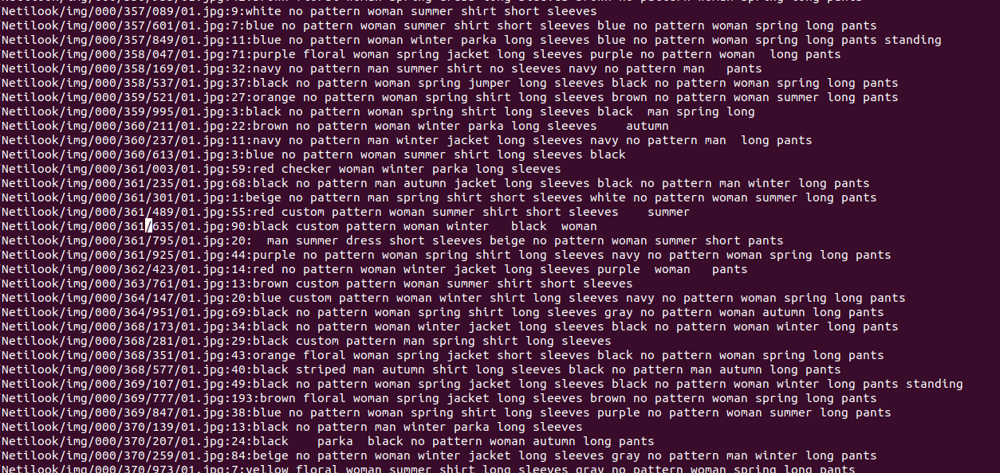 Netilook/img/000/357/089/01.jpg:9:white no pattern woman summer shirt short sleeves
Netilook/img/000/357/601/01.jpg:7:blue no pattern woman summer shirt short sleeves blue no pattern woman spring long pants
Netilook/img/000/357/849/01.jpg:11:blue no pattern woman winter parka long sleeves blue no pattern woman spring long pants standing
Netilook/img/000/358/047/01.jpg:71:purple floral woman spring jacket long sleeves purple no pattern woman  long pants
Netilook/img/000/358/169/01.jpg:32:navy no pattern man summer shirt no sleeves navy no pattern man   pants
Netilook/img/000/358/537/01.jpg:37:black no pattern woman spring jumper long sleeves black no pattern woman spring long pants
Netilook/img/000/359/521/01.jpg:27:orange no pattern woman spring shirt long sleeves brown no pattern woman summer long pants
Netilook/img/000/359/995/01.jpg:3:black no pattern woman spring shirt long sleeves black  man spring long
Netilook/img/000/360/211/01.jpg:22:brown no pattern woman winter parka long sleeves    autumn
Netilook/img/000/360/237/01.jpg:11:navy no pattern man winter jacket long sleeves navy no pattern man  long pants
Netilook/img/000/360/613/01.jpg:3:blue no pattern woman summer shirt long sleeves black
Netilook/img/000/361/003/01.jpg:59:red checker woman winter parka long sleeves
Netilook/img/000/361/235/01.jpg:68:black no pattern man autumn jacket long sleeves black no pattern man winter long pants
Netilook/img/000/361/301/01.jpg:1:beige no pattern man spring shirt short sleeves white no pattern woman summer long pants
Netilook/img/000/361/489/01.jpg:55:red custom pattern woman summer shirt short sleeves    summer
Netilook/img/000/361/635/01.jpg:90:black custom pattern woman winter   black  woman
Netilook/img/000/361/795/01.jpg:20:  man summer dress short sleeves beige no pattern woman summer short pants
Netilook/img/000/361/925/01.jpg:44:purple no pattern woman spring shirt long sleeves navy no pattern woman spring long pants
Netilook/img/000/362/423/01.jpg:14:red no pattern woman winter jacket long sleeves purple  woman   pants
Netilook/img/000/363/761/01.jpg:13:brown custom pattern woman summer shirt short sleeves
Netilook/img/000/364/147/01.jpg:20:blue custom pattern woman winter shirt long sleeves navy no pattern woman spring long pants
Netilook/img/000/364/951/01.jpg:69:black no pattern woman spring shirt long sleeves gray no pattern woman autumn long pants
Netilook/img/000/368/173/01.jpg:34:black no pattern woman winter jacket long sleeves black no pattern woman winter long pants
Netilook/img/000/368/281/01.jpg:29:black custom pattern man spring shirt long sleeves
Netilook/img/000/368/351/01.jpg:43:orange floral woman spring jacket short sleeves black no pattern woman spring long pants
Netilook/img/000/368/577/01.jpg:40:black striped man autumn shirt long sleeves black no pattern man autumn long pants
Netilook/img/000/369/107/01.jpg:49:black no pattern woman spring jacket long sleeves black no pattern woman winter long pants standing
Netilook/img/000/369/777/01.jpg:193:brown floral woman spring jacket long sleeves brown no pattern woman spring long pants
Netilook/img/000/369/847/01.jpg:38:blue no pattern woman spring shirt long sleeves purple no pattern woman summer long pants
Netilook/img/000/370/139/01.jpg:13:black no pattern man winter parka long sleeves
Netilook/img/000/370/207/01.jpg:24:black    parka  black no pattern woman autumn long pants
Netilook/img/000/370/259/01.jpg:84:beige no pattern woman winter jacket long sleeves gray no pattern man winter long pants
Netilook/img/000/370/973/01.jpg:7:yellow floral woman summer shirt long sleeves gray no pattern woman spring long pants